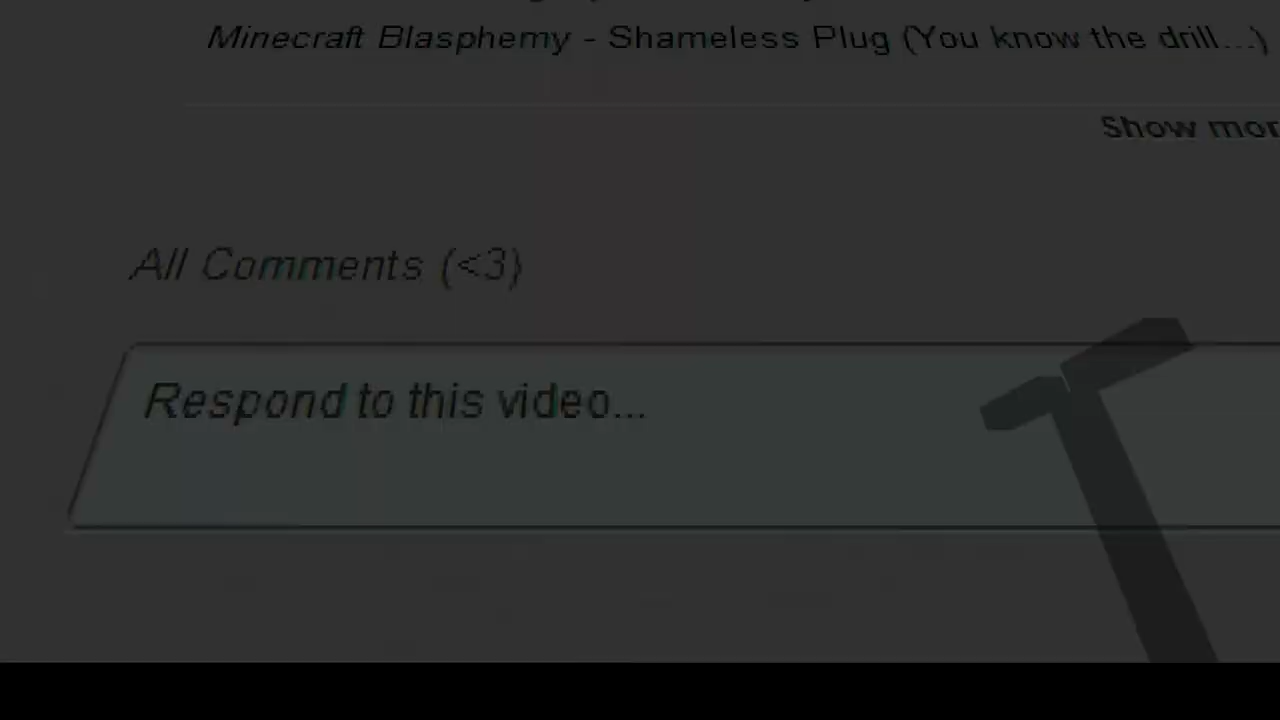 Minecraft Blasphemy - Shameless Plug (You know the drill...)
Show mor
All Comments (<3)
Respond to this video...